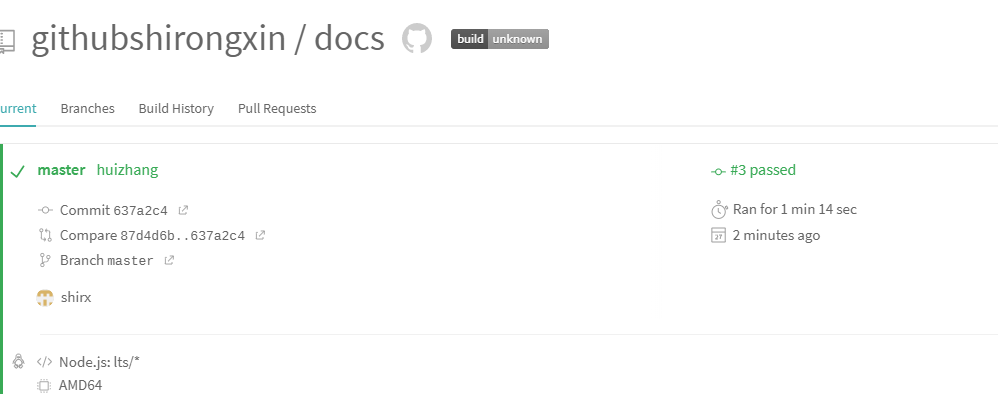 githubshirongxin / docs build unknown
urrent Branches Build History Pull Requests
master huizhang #3 passed
Commit 637a2c4 Ran for 1 min 14 sec
Compare 87d4d6b..637a2c4 2 minutes ago
Branch master
shirx
Node.js: lts/*
AMD64